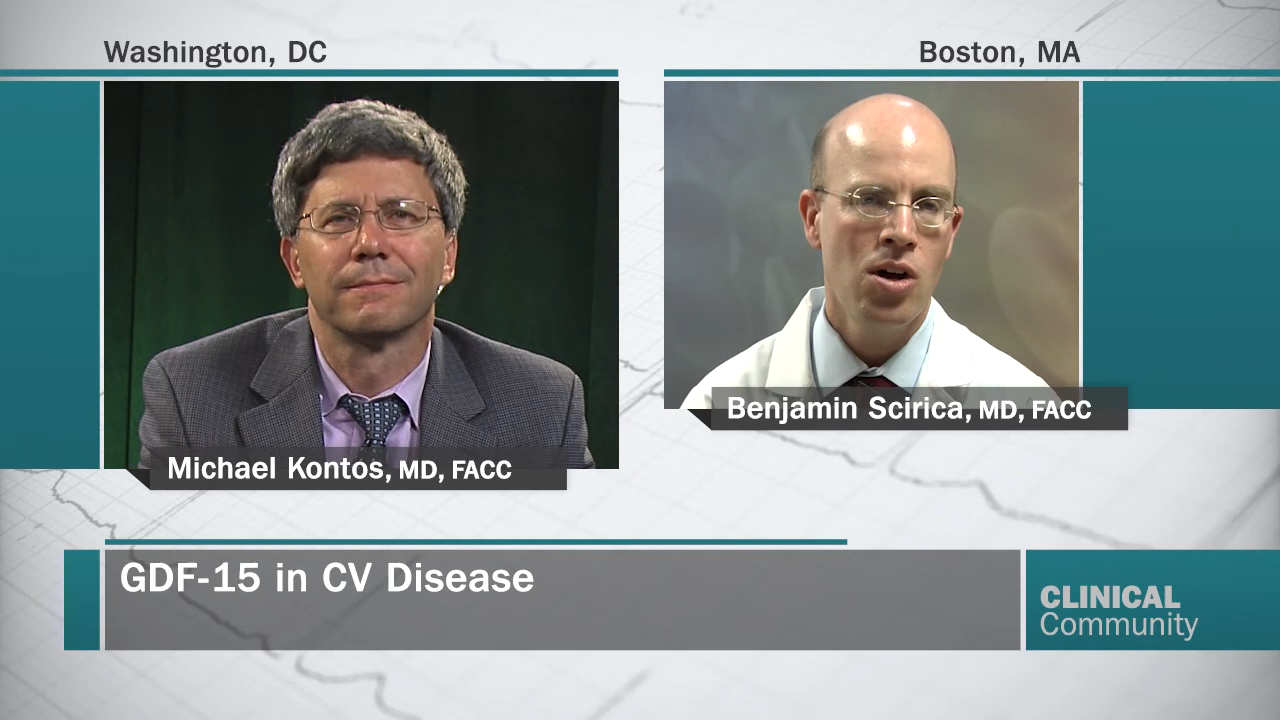 Washington, DC
Boston, MA
Benjamin Scirica, MD, FACC
Michael Kontos, MD, FACC
GDF-15 in CV Disease
CLINICAL
Community